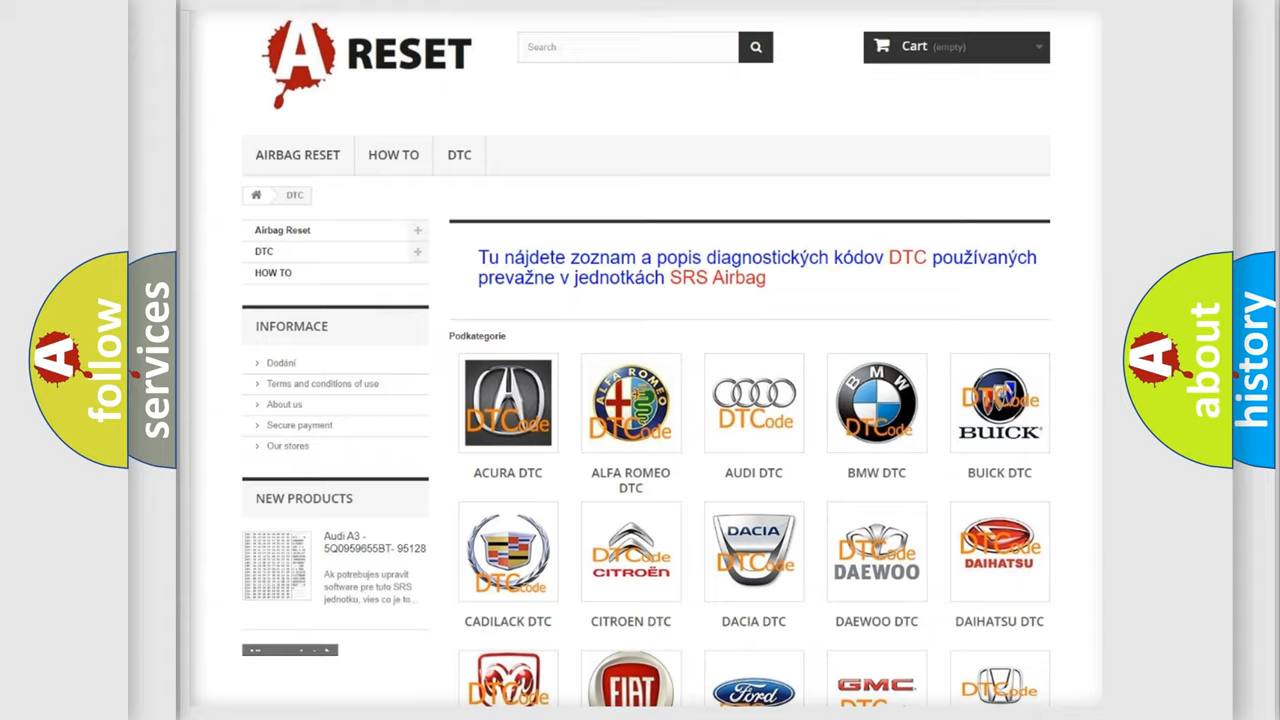 A RESET
Search
Cart (empty)
AIRBAG RESET HOW TO DTC
DTC
Airbag Reset
DTC
HOW TO
INFORMACE
Dodání
Terms and conditions of use
About us
Secure payment
Our stores
NEW PRODUCTS
Audi A3 -
5Q0959655BT- 95128
Ak potrebujes upravit
software pre tuto SRS
jednotku, vies co je to...
Tu nájdete zoznam a popis diagnostických kódov DTC používaných
prevažne v jednotkách SRS Airbag
Podkategorie
DTCode
ALFA ROMEO
DTCode
DTCode
BMW
DTCode
DTCode
BUICK
ACURA DTC
ALFA ROMEO
DTC
AUDI DTC
BMW DTC
BUICK DTC
DTCode
DTCode
CITROËN
DACIA
DTCode
DTCode
DAEWOO
DTCode
DAIHATSU
CADILACK DTC
CITROEN DTC
DACIA DTC
DAEWOO DTC
DAIHATSU DTC
DTCode
FIAT
Ford
GMC
DTCode
A follow
services
A about
history